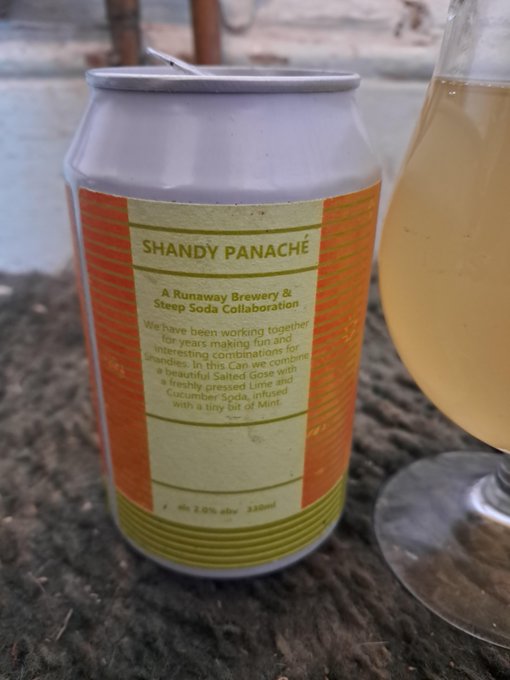 SHANDY PANACHÉ
A Runaway Brewery &
Steep Soda Collaboration
We have been working together
for years making fun and
interesting combinations for
Shandies. In this Can we combine
a beautiful Salted Gose with
a freshly pressed Lime and
Cucumber Soda, infused
with a tiny bit of Mint.
alc 2.0% abv 330ml